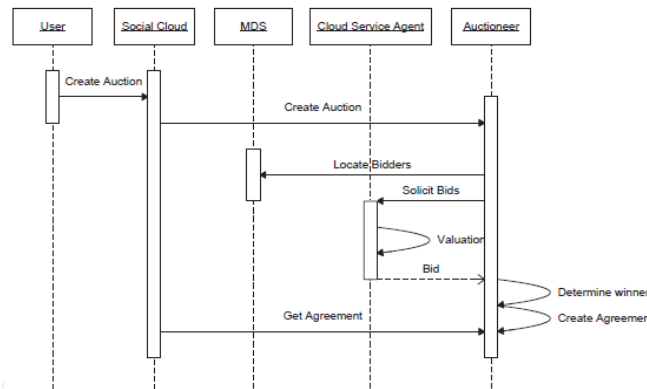 User
Social Cloud
MDS
Cloud Service Agent
Auctioneer
Create Auction
Create Auction
Locate Bidders
Solicit Bids
Valuation
Bid
Determine winner
Create Agreemen
Get Agreement